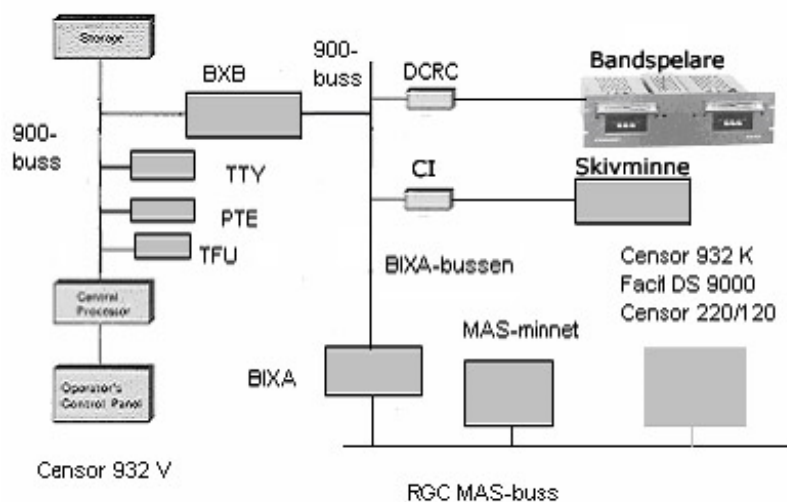 Storage
900-
buss
BXB
900-
buss
DCRC
Bandspelare
TTY
PTE
TFU
CI
Skivminne
Central
Processor
Operator's
Control Panel
Censor 932 V
BIXA-bussen
BIXA
MAS-minnet
Censor 932 K
Facit DS 9000
Censor 220/120
RGC MAS-buss